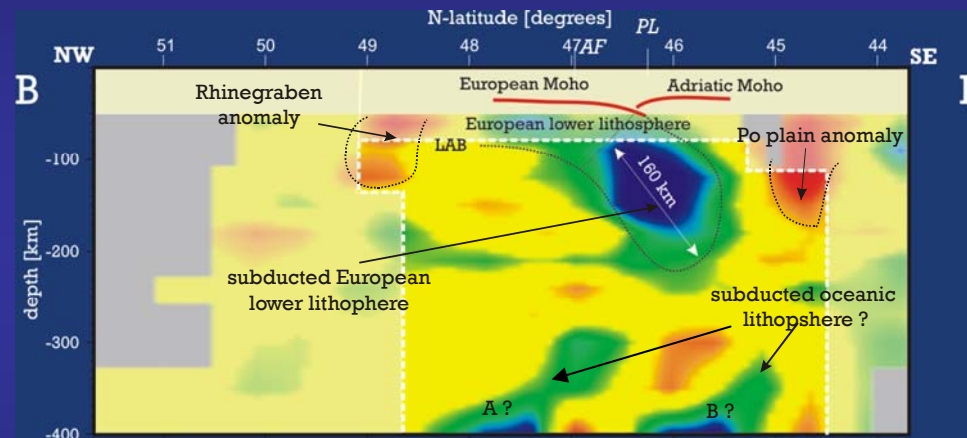 N-latitude [degrees]
PL
NW
51
50
49
48
47
AF
46
45
44
SE
B
Rhinegraben
anomaly
European Moho
Adriatic Moho
European lower lithosphere
Po plain anomaly
LAB
-100
160 km
-200
depth [km]
subducted European
lower lithophere
subducted oceanic
lithopshere ?
-300
A ?
B ?
-400